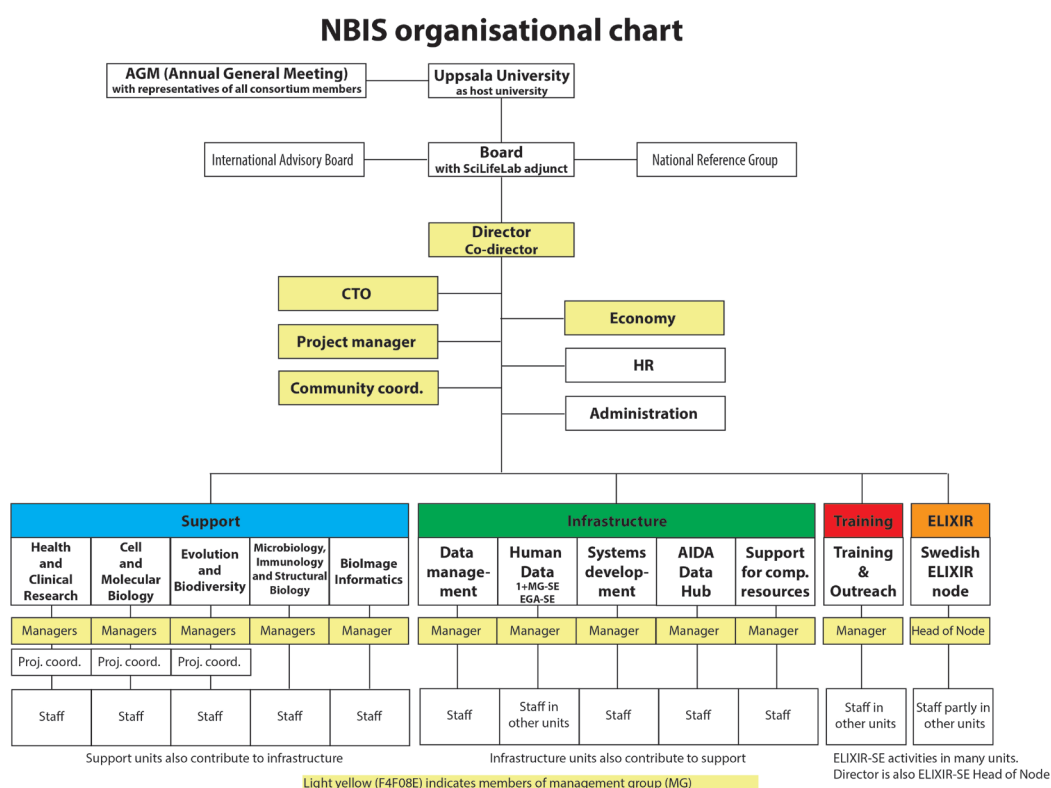 NBIS organisational chart
AGM (Annual General Meeting)
with representatives of all consortium members
Uppsala University
as host university
International Advisory Board
Board
with SciLifeLab adjunct
National Reference Group
Director
Co-director
CTO
Economy
Project manager
HR
Community coord.
Administration
Support
Health
and
Clinical
Research
Cell
and
Molecular
Biology
Evolution
and
Biodiversity
Microbiology,
Immunology
and Structural
Biology
BioImage
Informatics
Managers
Managers
Managers
Managers
Manager
Proj. coord.
Proj. coord.
Proj. coord.
Staff
Staff
Staff
Staff
Staff
Support units also contribute to infrastructure
Infrastructure
Data
manage-
ment
Human
Data
1+MG-SE
EGA-SE
Systems
develop-
ment
AIDA
Data
Hub
Support
for comp.
resources
Manager
Manager
Manager
Manager
Manager
Staff
Staff in
other units
Staff
Staff
Staff
Infrastructure units also contribute to support
Training
Training
&
Outreach
Manager
Staff in
other units
ELIXIR
Swedish
ELIXIR
node
Head of Node
Staff partly in
other units
ELIXIR-SE activities in many units.
Director is also ELIXIR-SE Head of Node
Light yellow (F4F08E) indicates members of management group (MG)